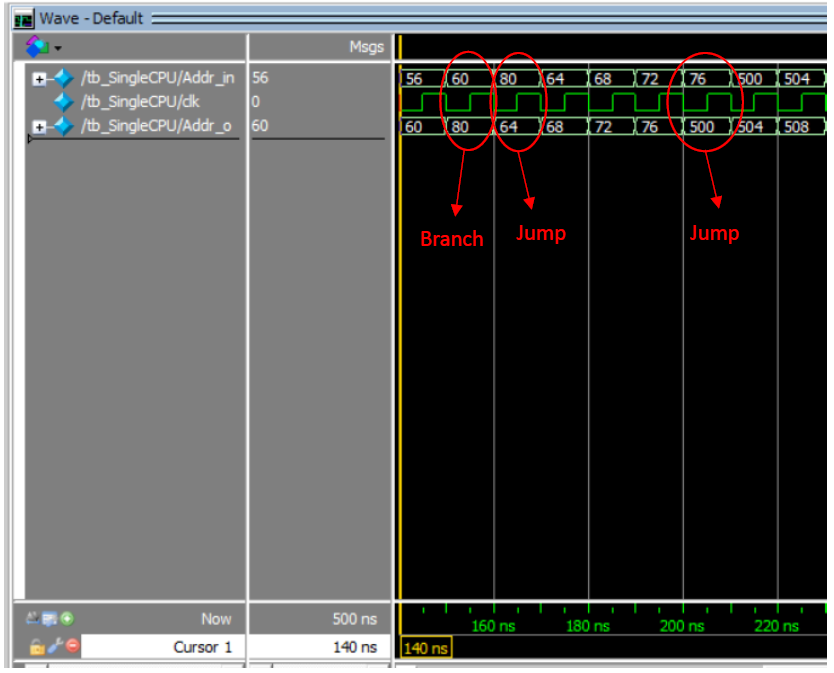 Wave - Default
Msgs
/tb_SingleCPU/Addr_in 56 56 60 80 64 68 72 76 500 504
/tb_SingleCPU/clk 0
/tb_SingleCPU/Addr_o 60 60 80 64 68 72 76 500 504 508
Branch Jump Jump
Now 500 ns 160 ns 180 ns 200 ns 220 ns
Cursor 1 140 ns 140 ns